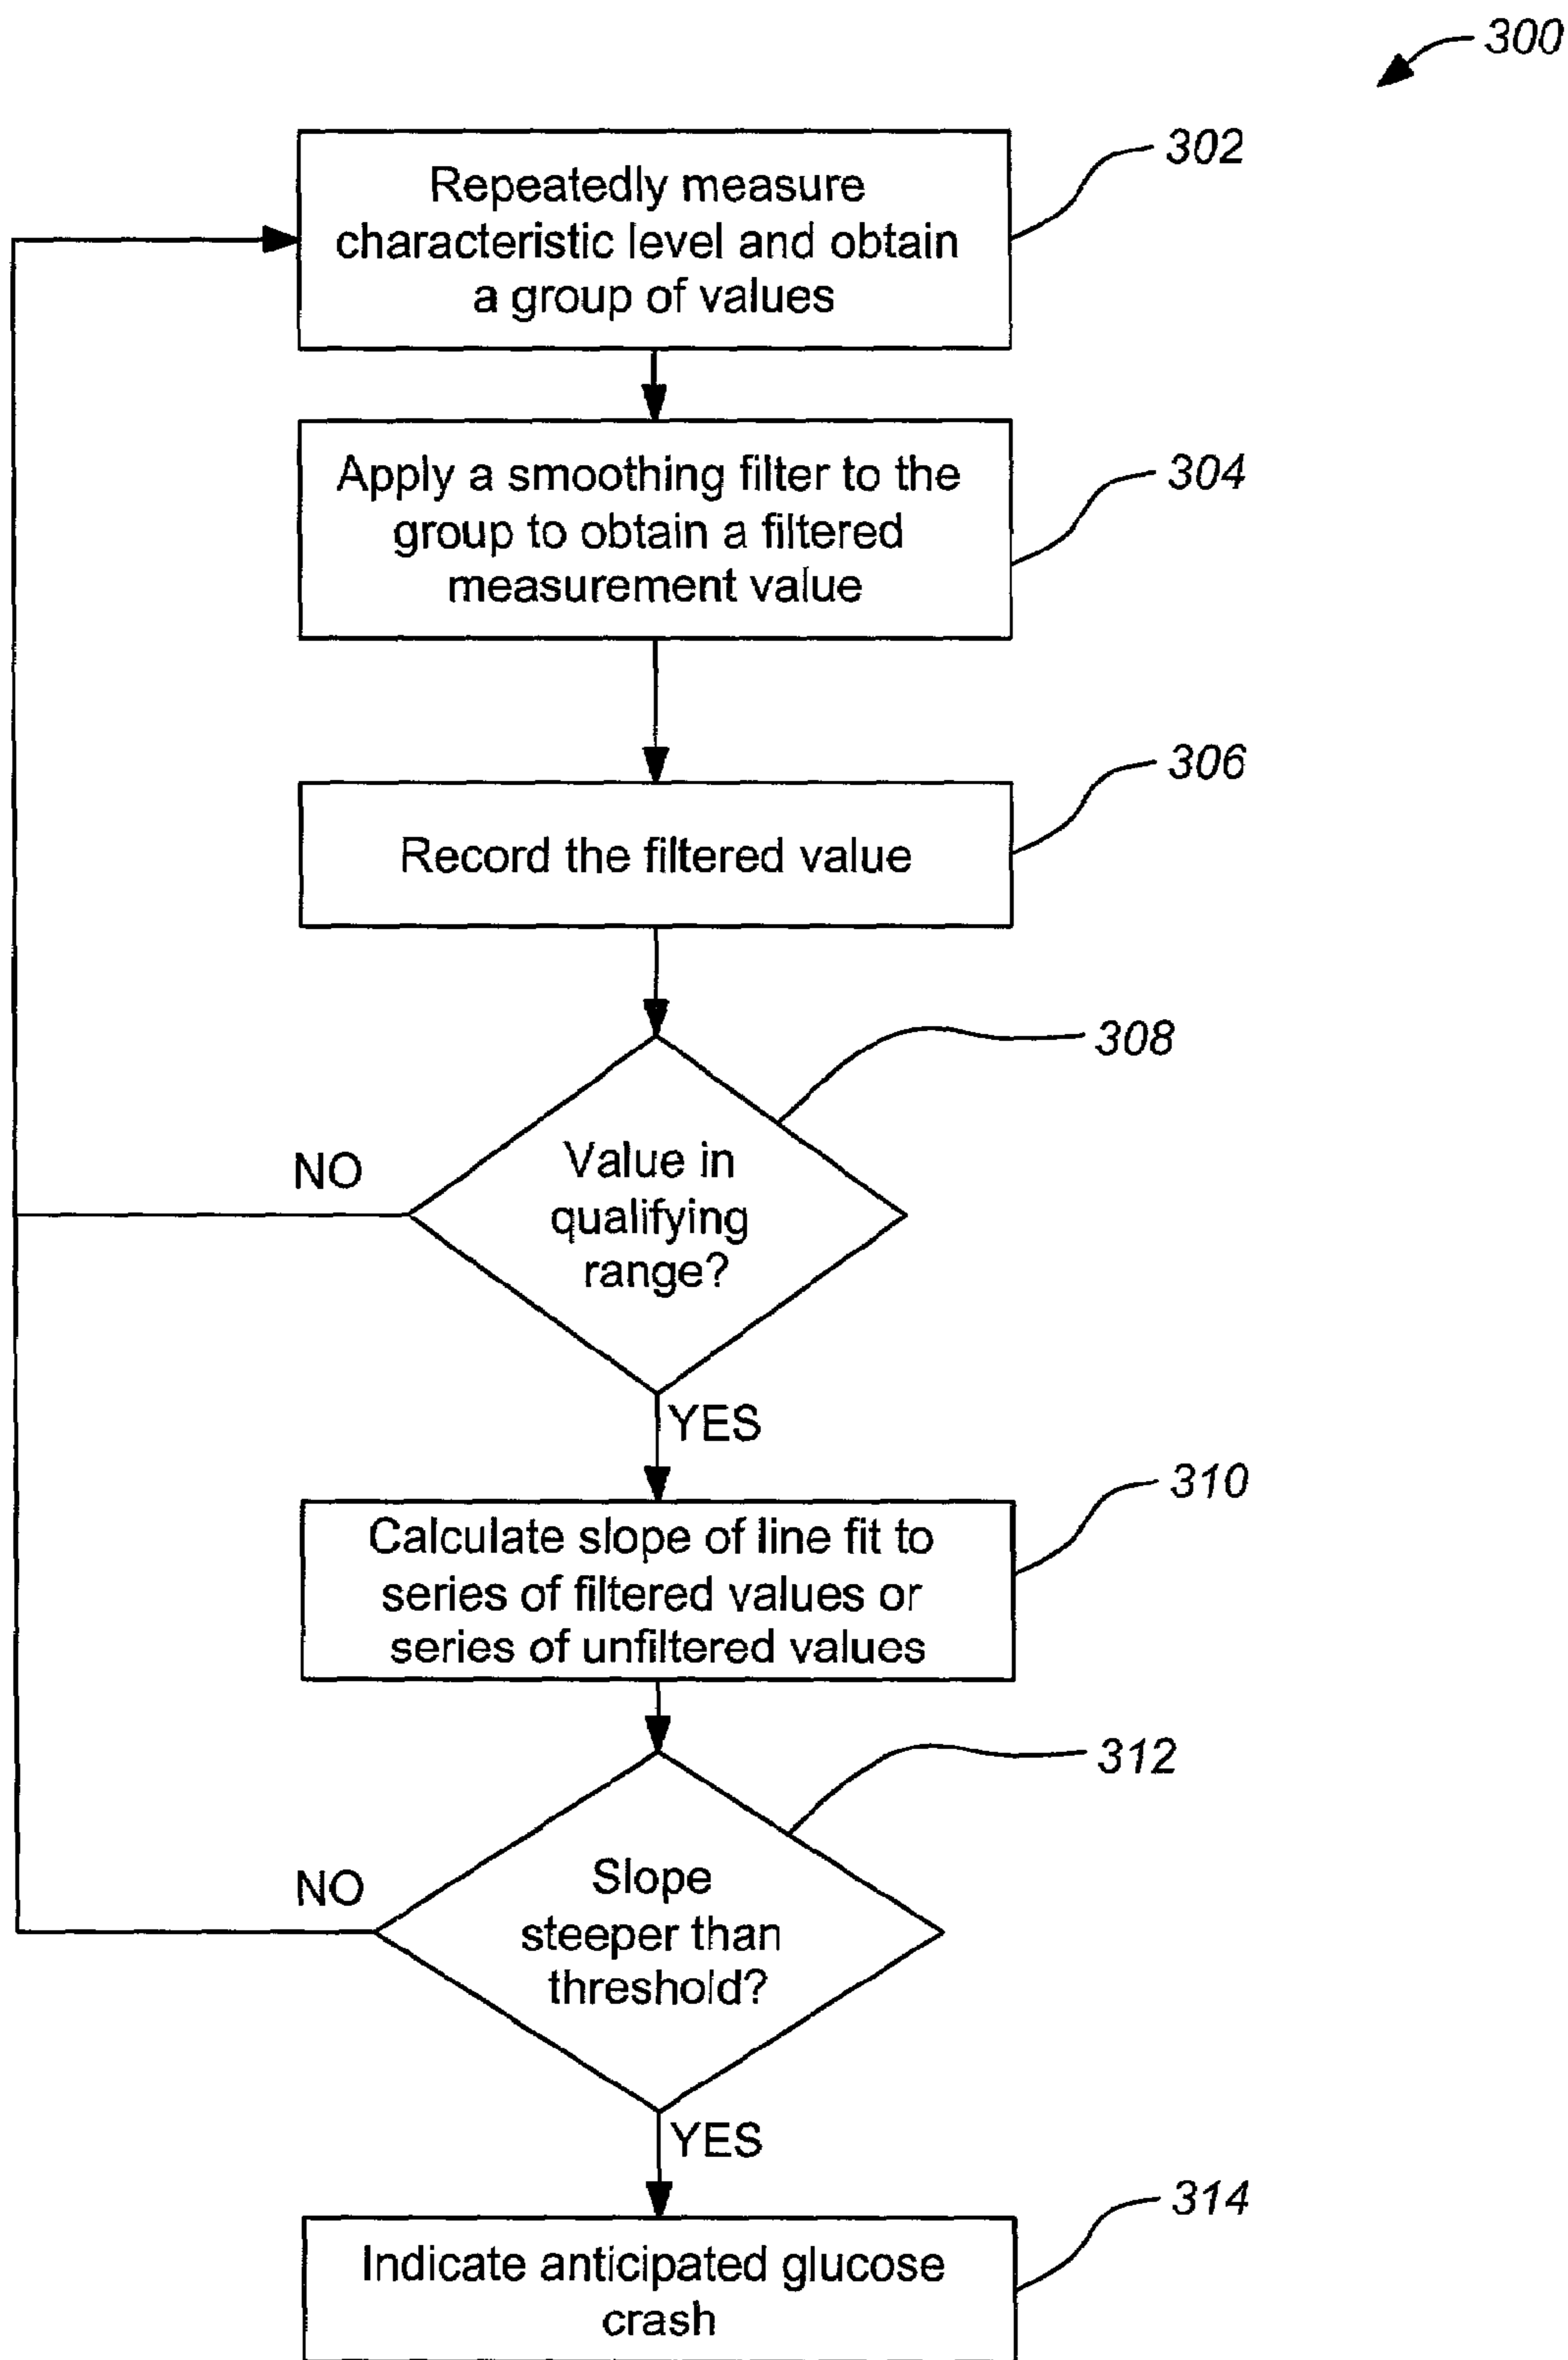 300
302
Repeatedly measure
characteristic level and obtain
a group of values
304
Apply a smoothing filter to the
group to obtain a filtered
measurement value
306
Record the filtered value
308
Value in
qualifying
range?
NO
YES
310
Calculate slope of line fit to
series of filtered values or
series of unfiltered values
312
Slope
steeper than
threshold?
NO
YES
314
Indicate anticipated glucose
crash